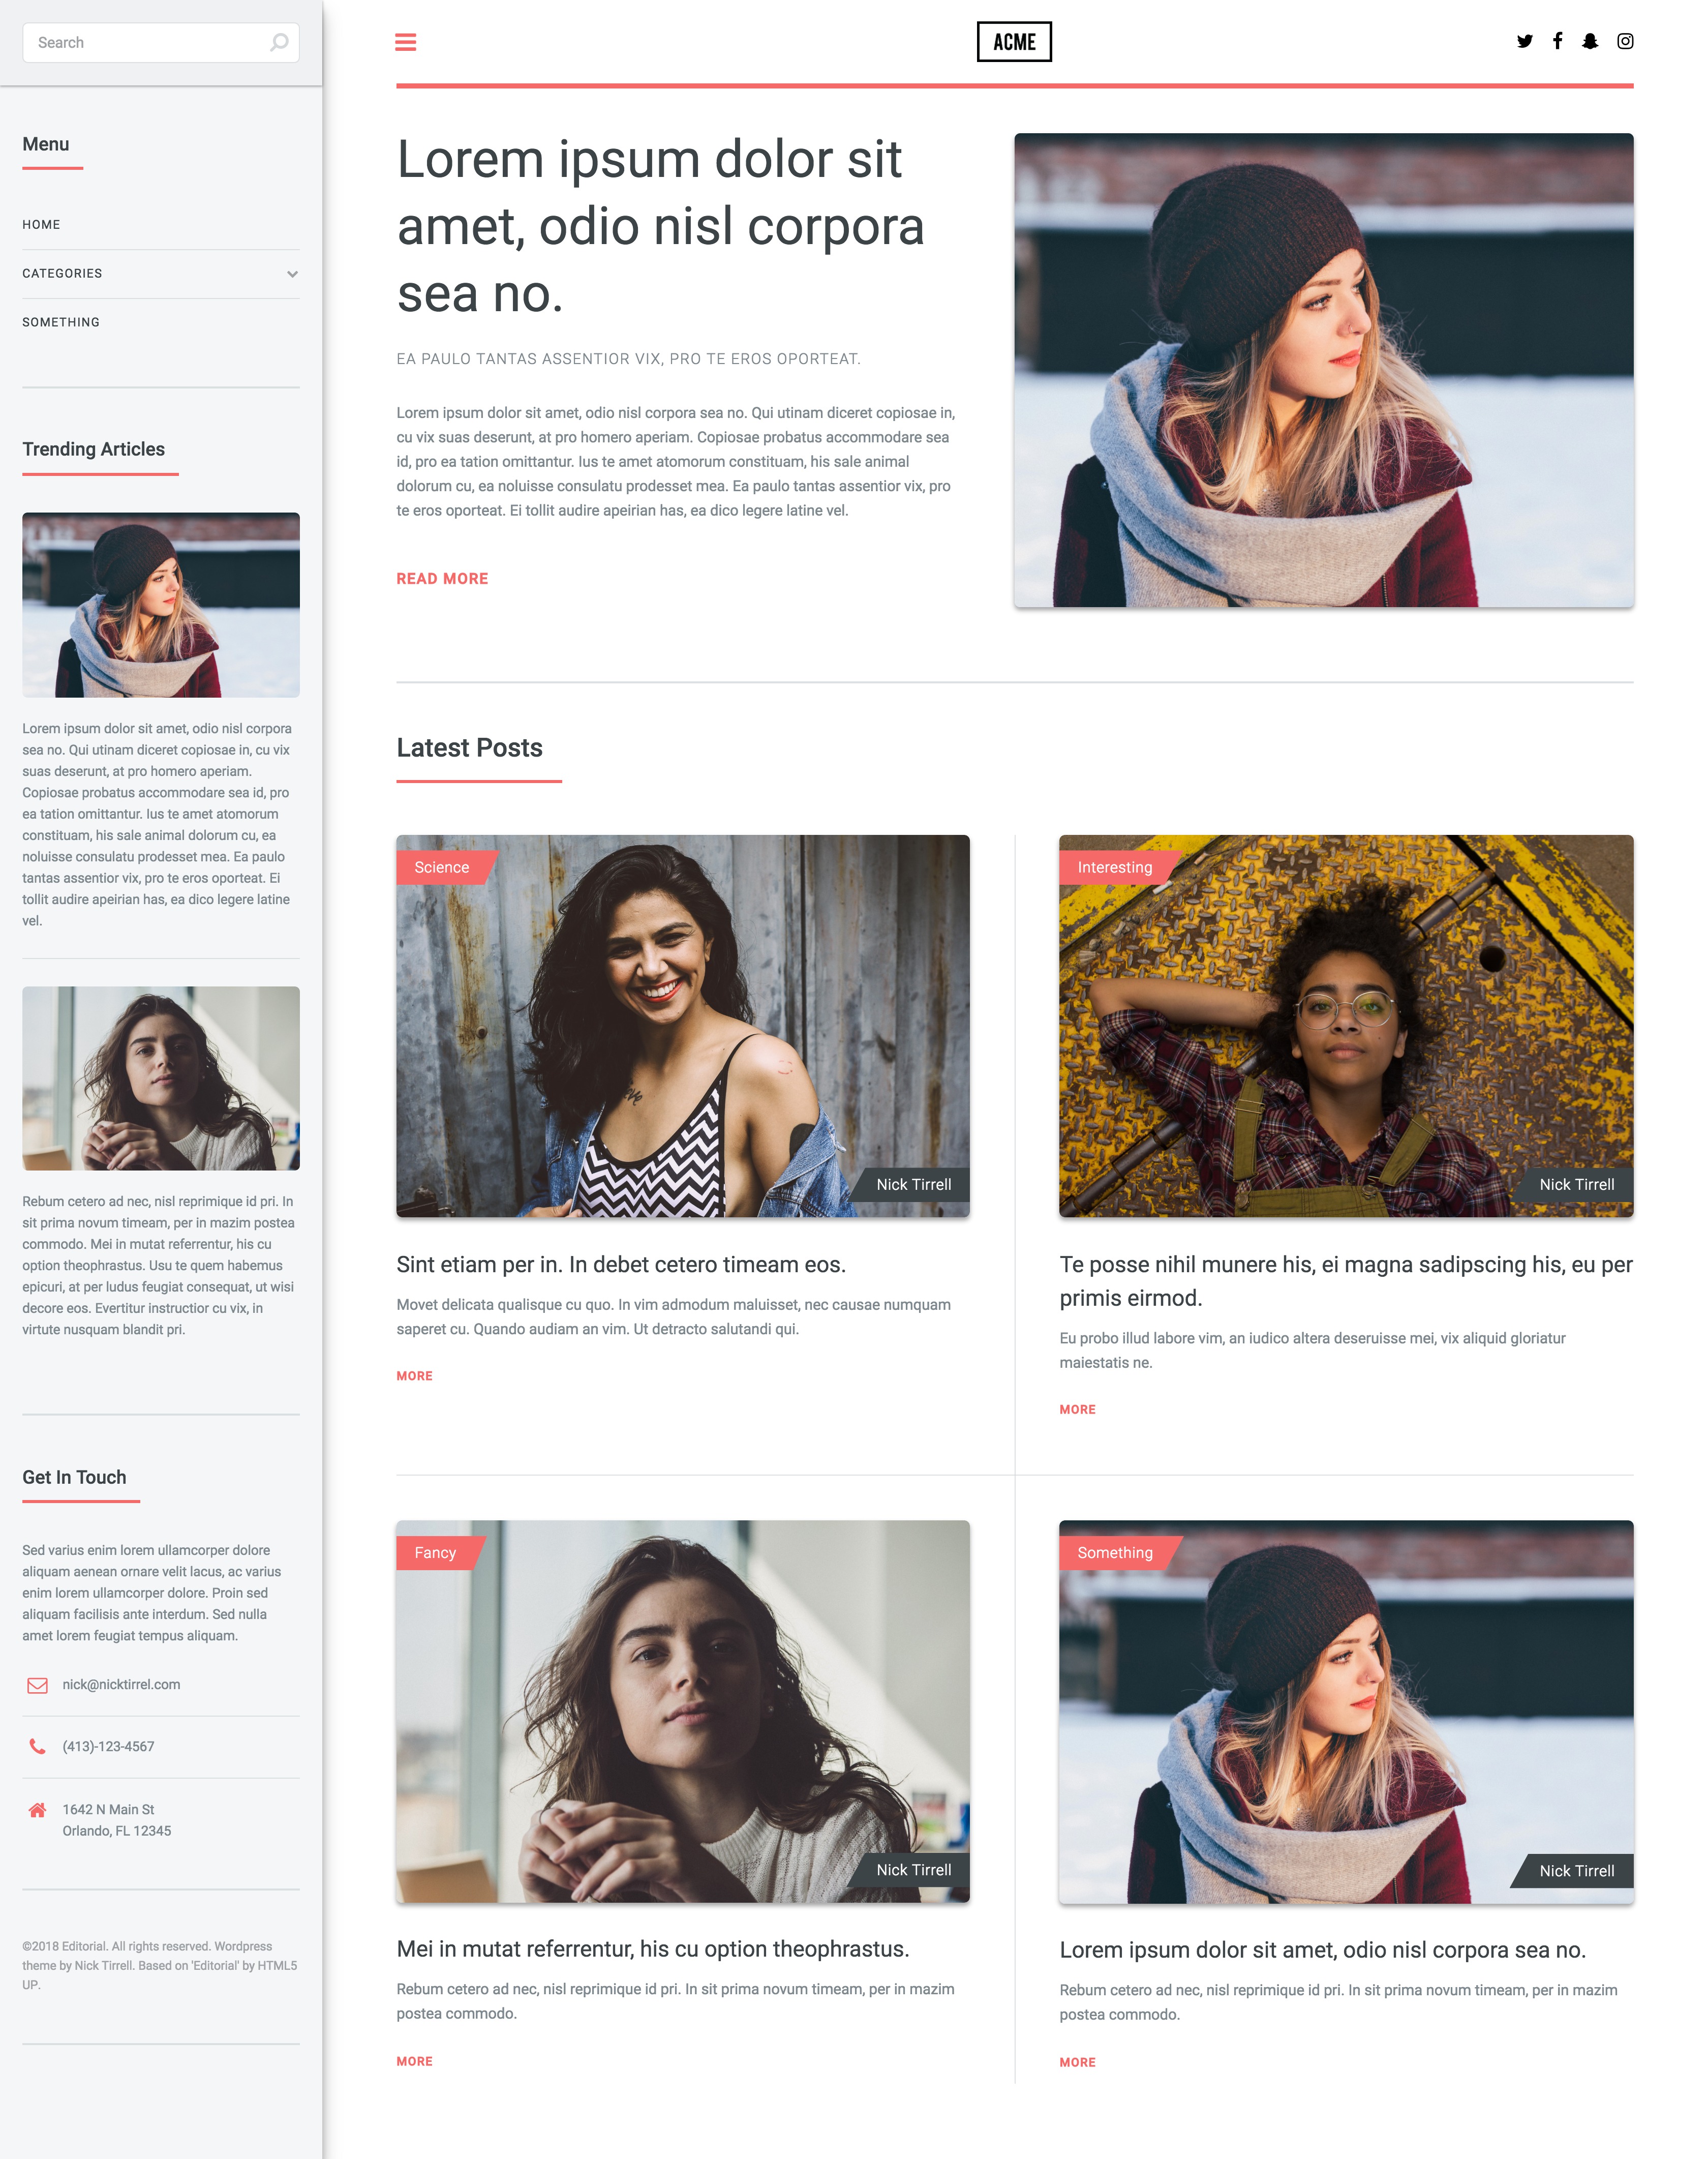 Search
Menu
HOME
CATEGORIES
SOMETHING
Trending Articles
Lorem ipsum dolor sit amet, odio nisl corpora
sea no. Qui utinam diceret copiosae in, cu vix
suas deserunt, at pro homero aperiam.
Copiosae probatus accommodare sea id, pro
ea tation omittantur. Ius te amet atomorum
constituam, his sale animal dolorum cu, ea
noluisse consulatu prodesset mea. Ea paulo
tantas assentior vix, pro te eros oporteat. Ei
tollit audire apeirian has, ea dico legere latine
vel.
Rebum cetero ad nec, nisl reprimique id pri. In
sit prima novum timeam, per in mazim postea
commodo. Mei in mutat referrentur, his cu
option theophrastus. Usu te quem habemus
epicuri, at per ludus feugiat consequat, ut wisi
decore eos. Evertitur instructior cu vix, in
virtute nusquam blandit pri.
Get In Touch
Sed varius enim lorem ullamcorper dolore
aliquam aenean ornare velit lacus, ac varius
enim lorem ullamcorper dolore. Proin sed
aliquam facilisis ante interdum. Sed nulla
amet lorem feugiat tempus aliquam.
nick@nicktirrel.com
(413)-123-4567
1642 N Main St
Orlando, FL 12345
©2018 Editorial. All rights reserved. Wordpress
theme by Nick Tirrell. Based on 'Editorial' by HTML5
UP.
ACME
Lorem ipsum dolor sit
amet, odio nisl corpora
sea no.
EA PAULO TANTAS ASSENTIOR VIX, PRO TE EROS OPORTEAT.
Lorem ipsum dolor sit amet, odio nisl corpora sea no. Qui utinam diceret copiosae in,
cu vix suas deserunt, at pro homero aperiam. Copiosae probatus accommodare sea
id, pro ea tation omittantur. Ius te amet atomorum constituam, his sale animal
dolorum cu, ea noluisse consulatu prodesset mea. Ea paulo tantas assentior vix, pro
te eros oporteat. Ei tollit audire apeirian has, ea dico legere latine vel.
READ MORE
Latest Posts
Science
Nick Tirrell
Sint etiam per in. In debet cetero timeam eos.
Movet delicata qualisque cu quo. In vim admodum maluisset, nec causae numquam
saperet cu. Quando audiam an vim. Ut detracto salutandi qui.
MORE
Interesting
Nick Tirrell
Te posse nihil munere his, ei magna sadipscing his, eu per
primis eirmod.
Eu probo illud labore vim, an iudico altera deseruisse mei, vix aliquid gloriatur
maiestatis ne.
MORE
Fancy
Nick Tirrell
Mei in mutat referrentur, his cu option theophrastus.
Rebum cetero ad nec, nisl reprimique id pri. In sit prima novum timeam, per in mazim
postea commodo.
MORE
Something
Nick Tirrell
Lorem ipsum dolor sit amet, odio nisl corpora sea no.
Rebum cetero ad nec, nisl reprimique id pri. In sit prima novum timeam, per in mazim
postea commodo.
MORE